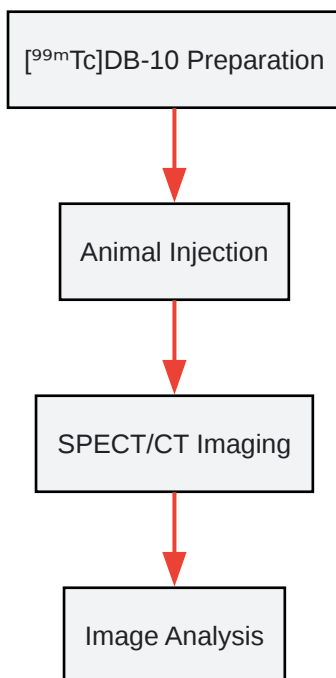 [⁹⁹ᵐTc]DB-10 Preparation
Animal Injection
SPECT/CT Imaging
Image Analysis